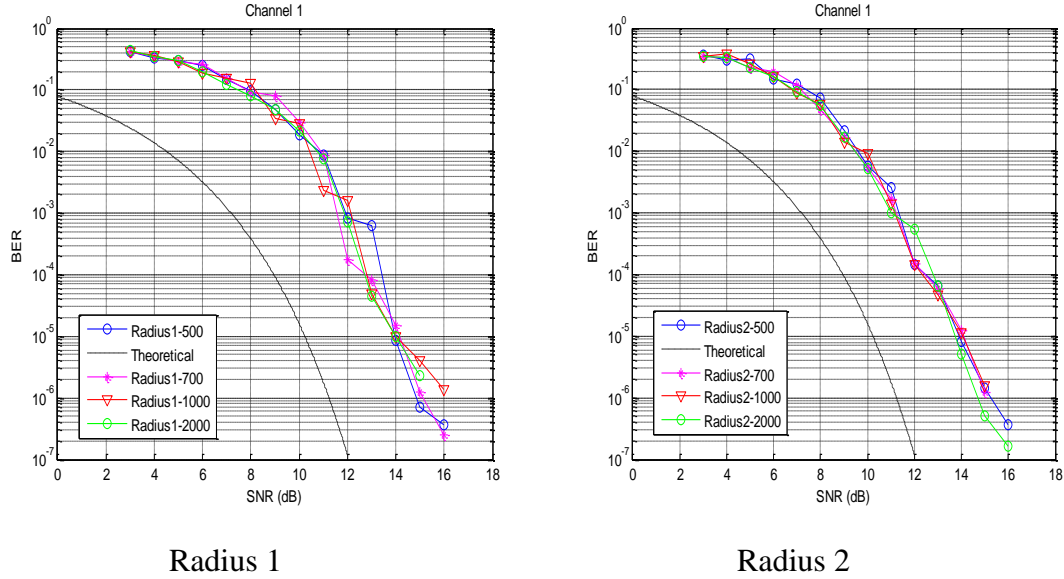 Channel 1
10^0
10^-1
10^-2
10^-3
10^-4
10^-5
10^-6
10^-7
BER
Radius1-500
Theoretical
Radius1-700
Radius1-1000
Radius1-2000
0 2 4 6 8 10 12 14 16 18
SNR (dB)
Radius 1
Channel 1
10^0
10^-1
10^-2
10^-3
10^-4
10^-5
10^-6
10^-7
BER
Radius2-500
Theoretical
Radius2-700
Radius2-1000
Radius2-2000
0 2 4 6 8 10 12 14 16 18
SNR (dB)
Radius 2